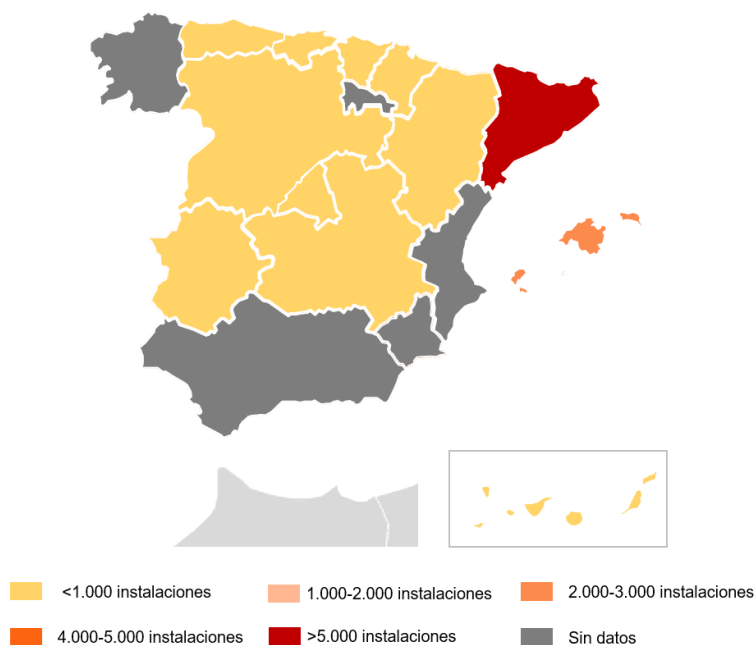 <1.000 instalaciones
1.000-2.000 instalaciones
2.000-3.000 instalaciones
4.000-5.000 instalaciones
>5.000 instalaciones
Sin datos